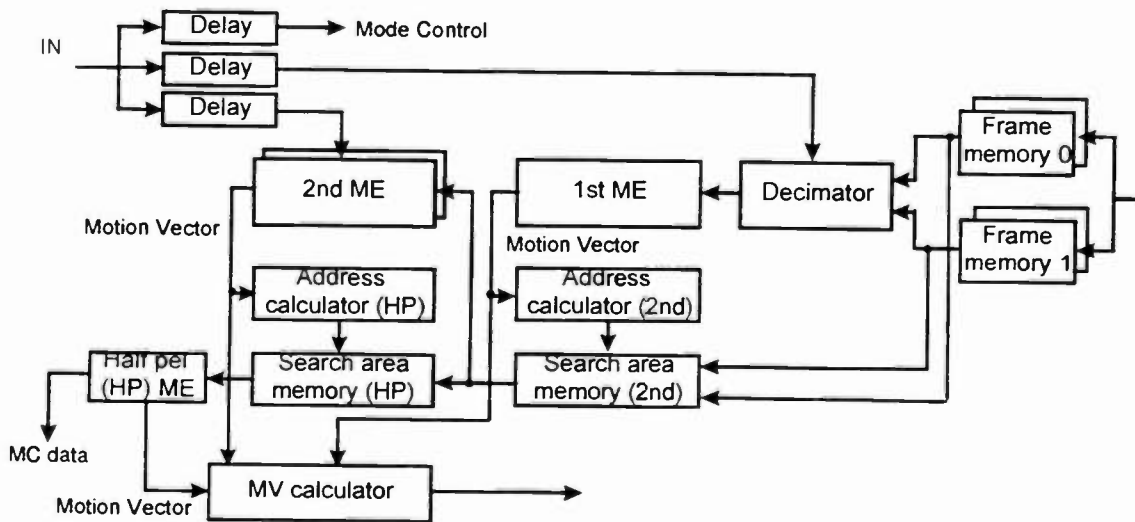 IN
Delay
Mode Control
Delay
Delay
Frame
memory 0
2nd ME
1st ME
Decimator
Motion Vector
Motion Vector
Frame
memory 1
Address
calculator (HP)
Address
calculator (2nd)
Half pel
(HP) ME
Search area
memory (HP)
Search area
memory (2nd)
MC data
MV calculator
Motion Vector